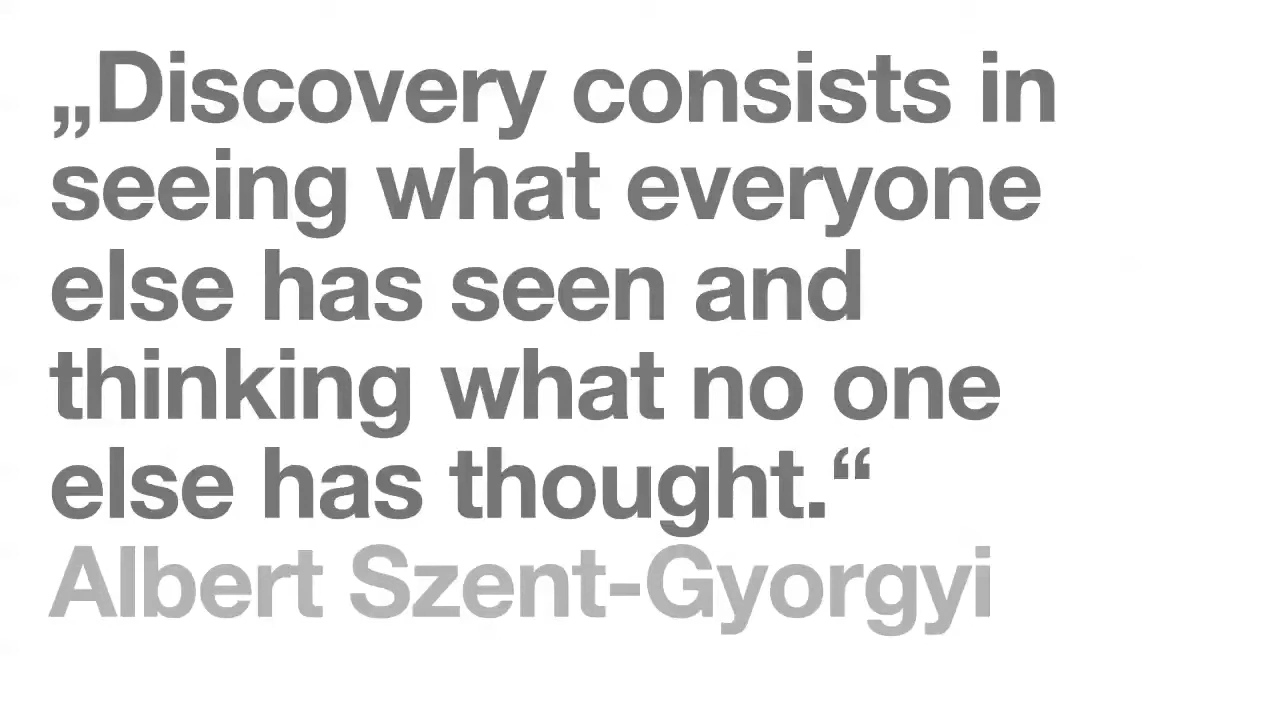 „Discovery consists in
seeing what everyone
else has seen and
thinking what no one
else has thought.“
Albert Szent-Gyorgyi